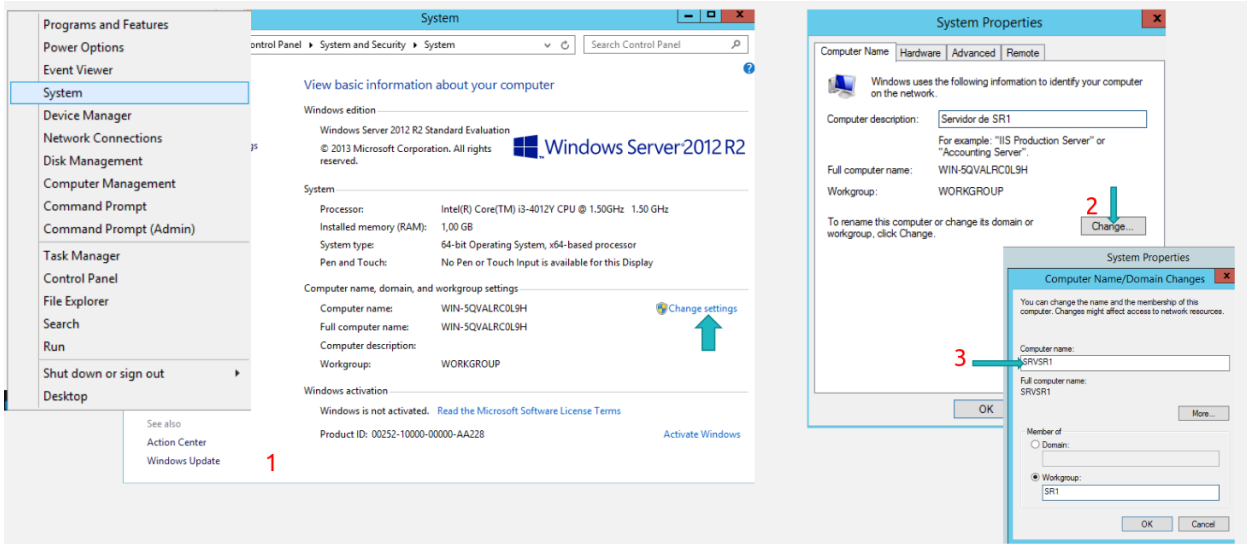 Programs and Features
Power Options
Event Viewer
System
Device Manager
Network Connections
Disk Management
Computer Management
Command Prompt
Command Prompt (Admin)
Task Manager
Control Panel
File Explorer
Search
Run
Shut down or sign out
Desktop
System
System and Security
System
Search Control Panel
View basic information about your computer
Windows edition
Windows Server 2012 R2 Standard Evaluation
© 2013 Microsoft Corporation. All rights
reserved.
Windows Server 2012 R2
System
Processor: Intel(R) Core(TM) i3-4012Y CPU @ 1.50GHz 1.50 GHz
Installed memory (RAM): 1,00 GB
System type: 64-bit Operating System, x64-based processor
Pen and Touch: No Pen or Touch Input is available for this Display
Computer name, domain, and workgroup settings
Computer name: WIN-5QVALRC0L9H
Change settings
Full computer name: WIN-5QVALRC0L9H
Computer description:
Workgroup: WORKGROUP
Windows activation
Windows is not activated. Read the Microsoft Software License Terms
Product ID: 00252-10000-00000-AA228
Activate Windows
See also
Action Center
Windows Update
1
System Properties
Computer Name
Hardware
Advanced
Remote
Windows uses the following information to identify your computer
on the network.
Computer description: Servidor de SR1
For example: "IIS Production Server" or
"Accounting Server".
Full computer name: WIN-5QVALRC0L9H
Workgroup: WORKGROUP
2
To rename this computer or change its domain or
workgroup, click Change.
Change...
OK
System Properties
Computer Name/Domain Changes
You can change the name and the membership of this
computer. Changes might affect access to network resources.
Computer name:
3
SRVSR1
Full computer name:
SRVSR1
More...
Member of
Domain:
Workgroup:
SR1
OK
Cancel